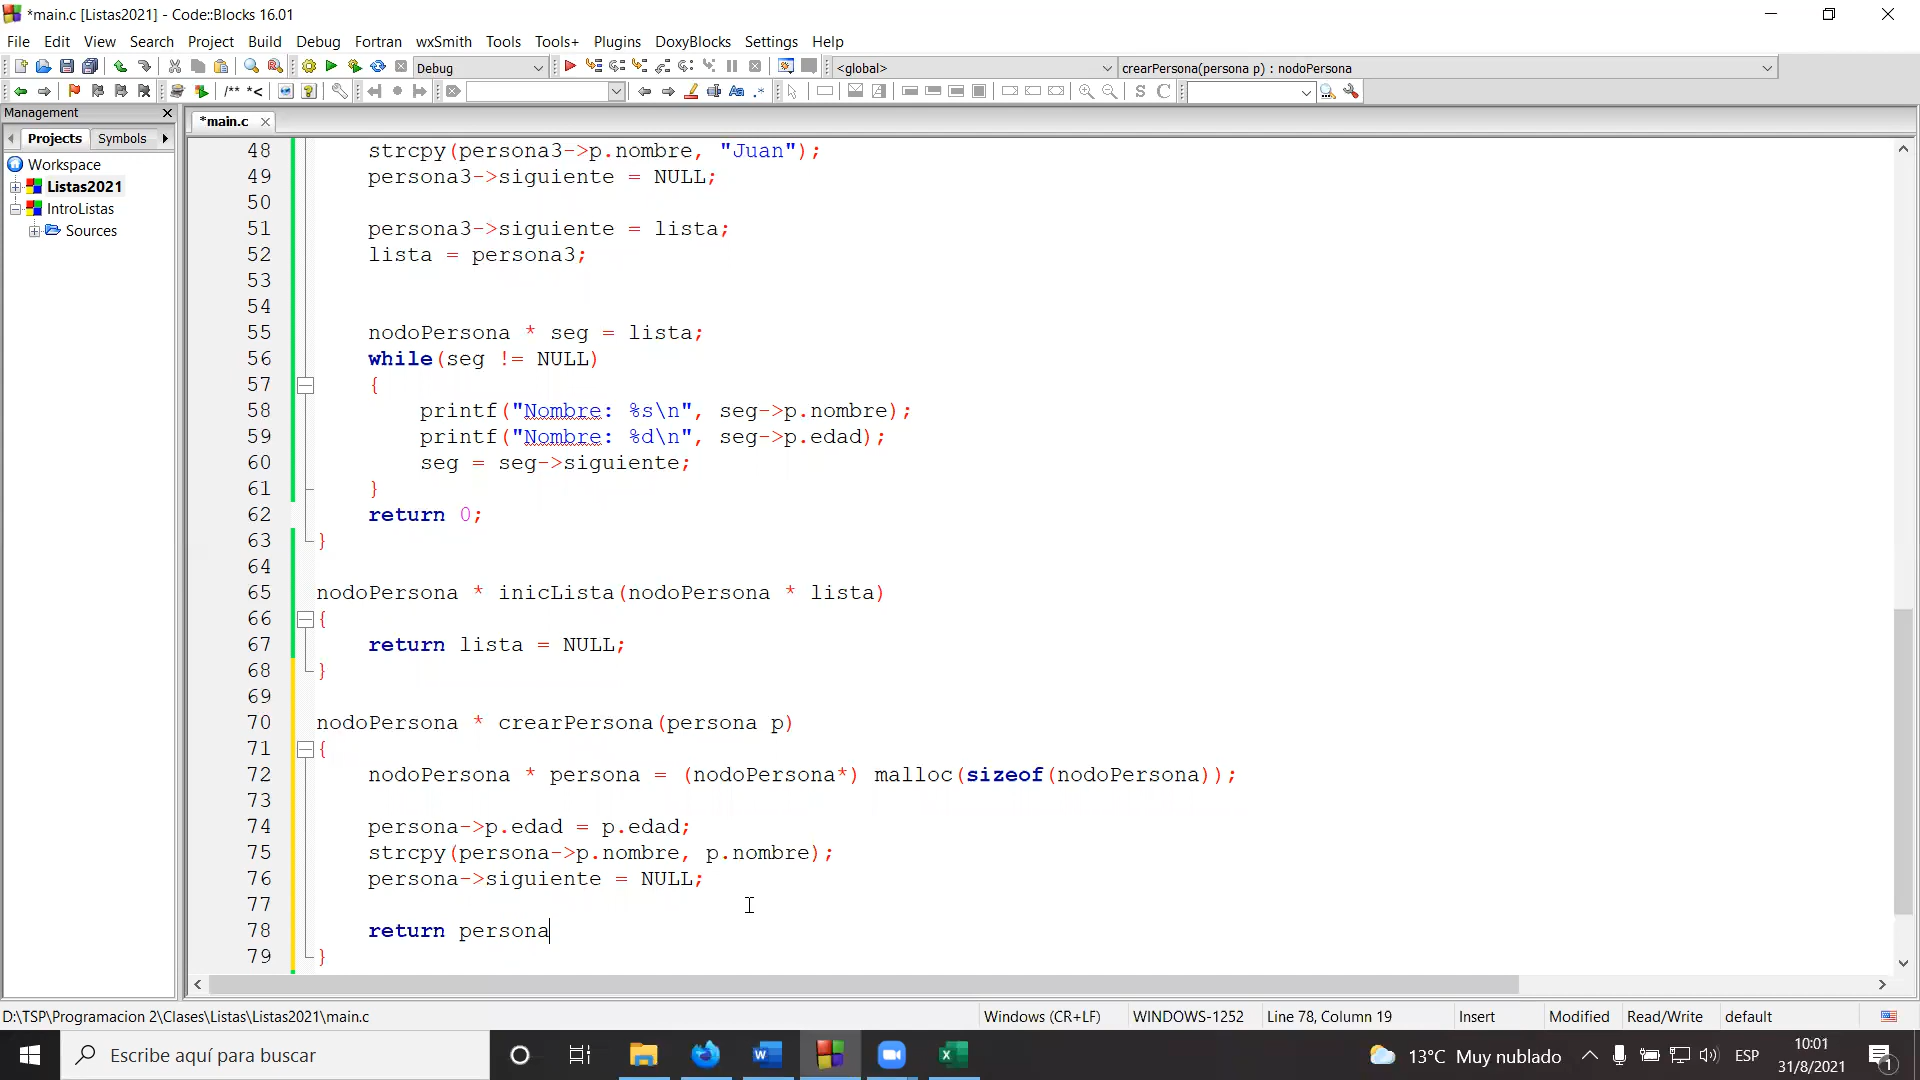 *main.c [Listas2021] - Code::Blocks 16.01
File Edit View Search Project Build Debug Fortran wxSmith Tools Tools+ Plugins DoxyBlocks Settings Help
Debug <global> crearPersona(persona p) : nodoPersona
/** *<
S C
Management
*main.c
Projects Symbols
Workspace
Listas2021
IntroListas
Sources
48 strcpy(persona3->p.nombre, "Juan");
49 persona3->siguiente = NULL;
50
51 persona3->siguiente = lista;
52 lista = persona3;
53
54
55 nodoPersona * seg = lista;
56 while(seg != NULL)
57 {
58 printf("Nombre: %s\n", seg->p.nombre);
59 printf("Nombre: %d\n", seg->p.edad);
60 seg = seg->siguiente;
61 }
62 return 0;
63 }
64
65 nodoPersona * inicLista(nodoPersona * lista)
66 {
67 return lista = NULL;
68 }
69
70 nodoPersona * crearPersona(persona p)
71 {
72 nodoPersona * persona = (nodoPersona*) malloc(sizeof(nodoPersona));
73
74 persona->p.edad = p.edad;
75 strcpy(persona->p.nombre, p.nombre);
76 persona->siguiente = NULL;
77
78 return persona
79 }
D:\TSP\Programacion 2\Clases\Listas\Listas2021\main.c Windows (CR+LF) WINDOWS-1252 Line 78, Column 19 Insert Modified Read/Write default
Escribe aquí para buscar 13°C Muy nublado ESP 10:01
31/8/2021 1